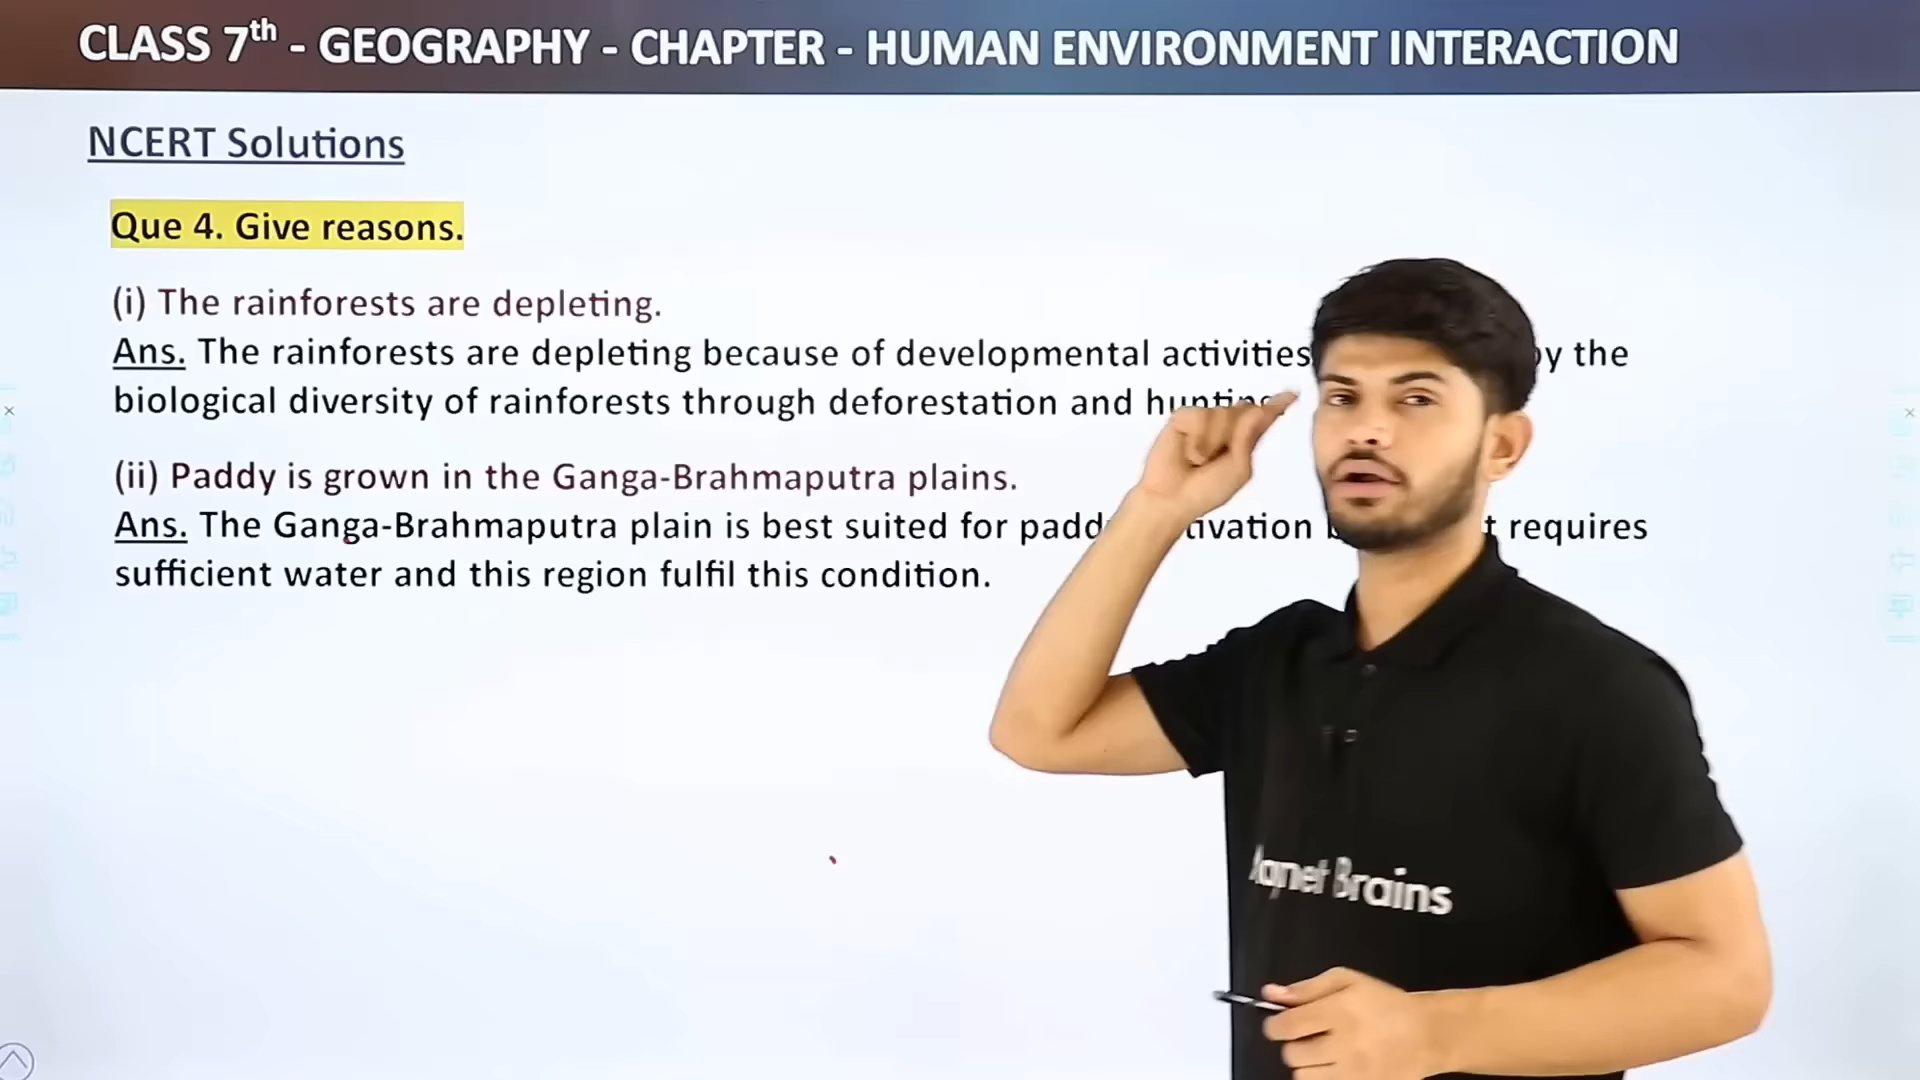 CLASS 7th - GEOGRAPHY - CHAPTER - HUMAN ENVIRONMENT INTERACTION
NCERT Solutions
Que 4. Give reasons.
(i) The rainforests are depleting.
Ans. The rainforests are depleting because of developmental activities the
biological diversity of rainforests through deforestation and hunting
(ii) Paddy is grown in the Ganga-Brahmaputra plains.
Ans. The Ganga-Brahmaputra plain is best suited for requires
sufficient water and this region fulfil this condition.
Brains